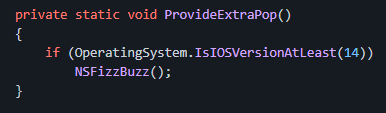 private static void ProvideExtraPop()
{
    if (OperatingSystem.IsIOSVersionAtLeast(14))
        NSFizzBuzz();
}